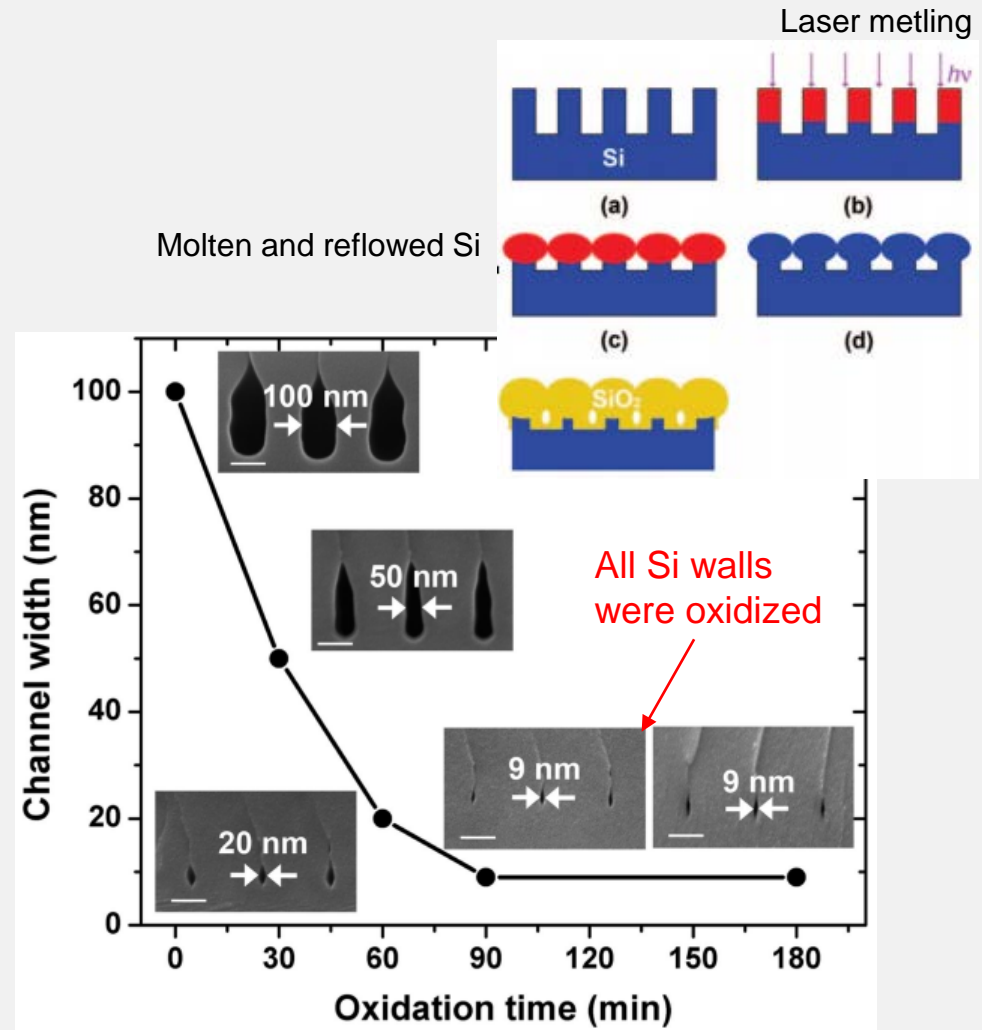 Laser metling
hν
Si
(a)
(b)
Molten and reflowed Si
(c)
(d)
SiO₂
100 nm
50 nm
All Si walls
were oxidized
9 nm
9 nm
20 nm
Channel width (nm)
100
80
60
40
20
0
0 30 60 90 120 150 180
Oxidation time (min)